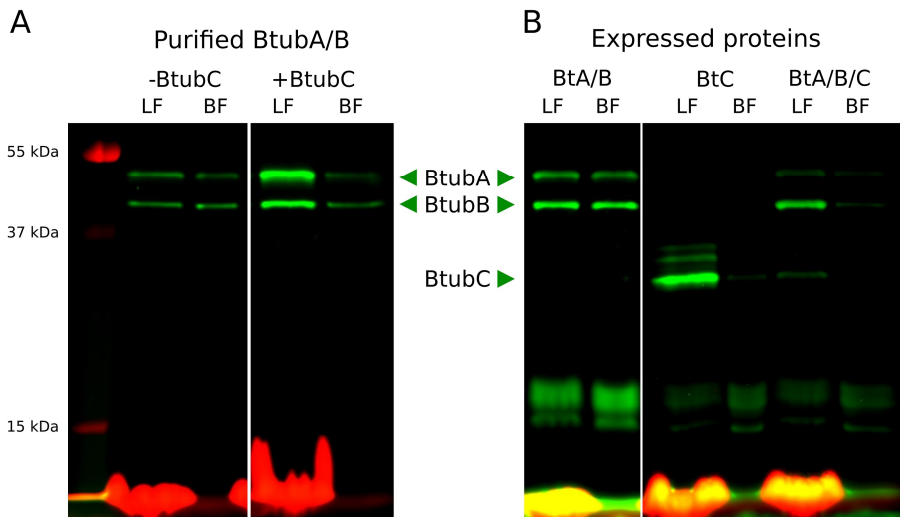 A
Purified BtubA/B
-BtubC +BtubC
LF BF LF BF
55 kDa
37 kDa
15 kDa
BtubA
BtubB
BtubC
B
Expressed proteins
BtA/B BtC BtA/B/C
LF BF LF BF LF BF